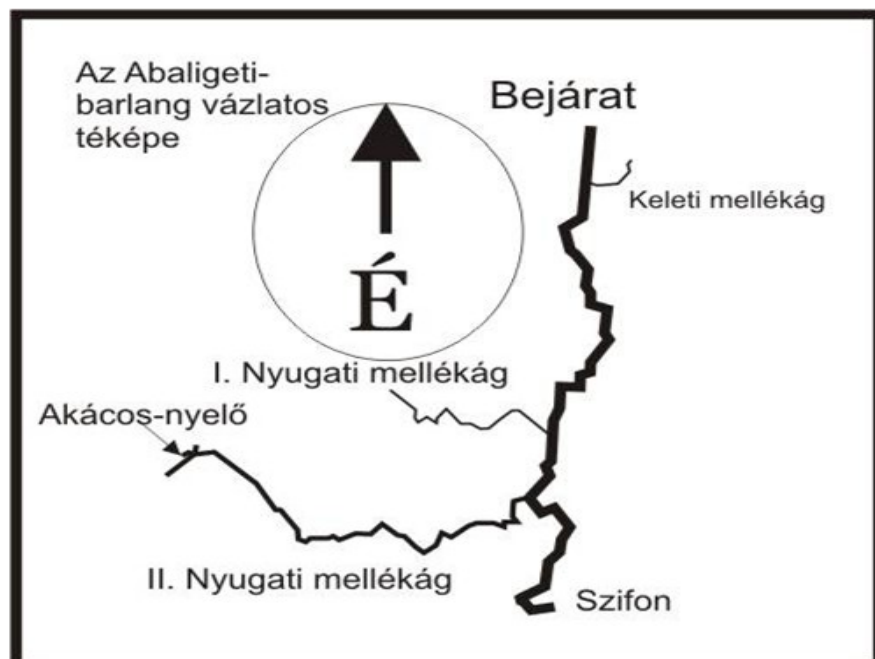 Az Abaligeti-
barlang vázlatos
téképe
Bejárat
Keleti mellékág
É
I. Nyugati mellékág
Akácos-nyelő
II. Nyugati mellékág
Szifon